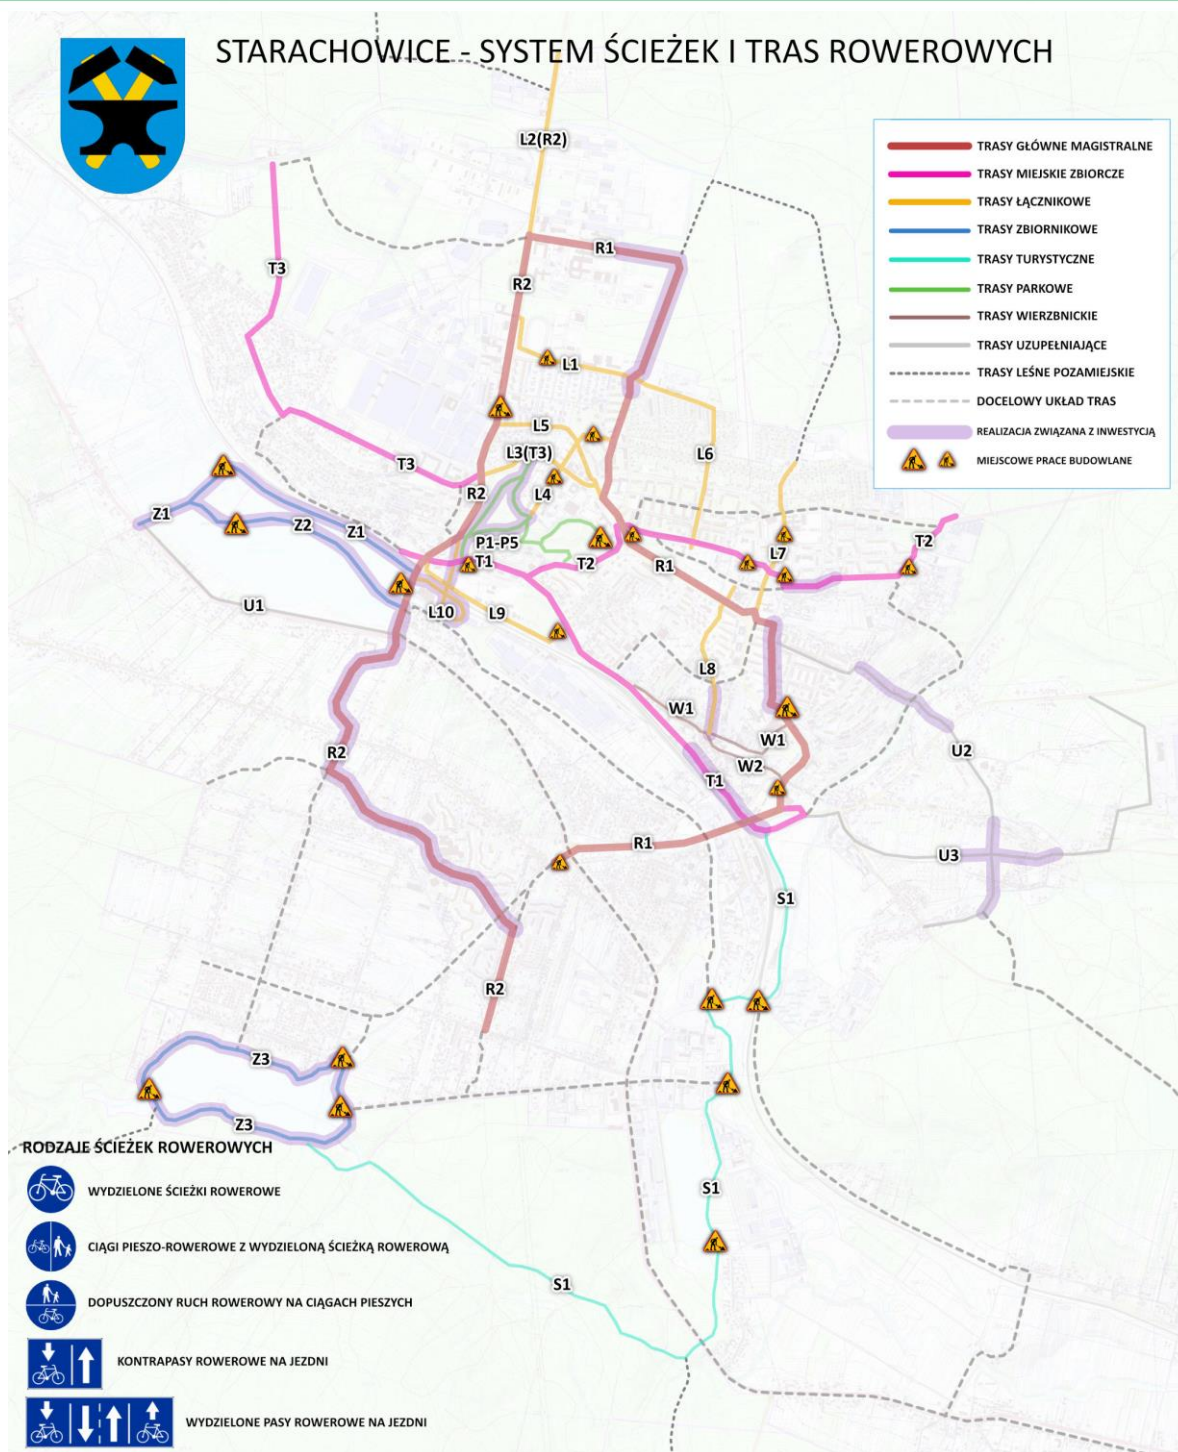 STARACHOWICE - SYSTEM ŚCIEŻEK I TRAS ROWEROWYCH
L2(R2)
TRASY GŁÓWNE MAGISTRALNE
TRASY MIEJSKIE ZBIORCZE
TRASY ŁĄCZNIKOWE
TRASY ZBIORNIKOWE
TRASY TURYSTYCZNE
TRASY PARKOWE
TRASY WIERZBNICKIE
TRASY UZUPEŁNIAJĄCE
TRASY LEŚNE POZAMIEJSKIE
DOCELOWY UKŁAD TRAS
REALIZACJA ZWIĄZANA Z INWESTYCJĄ
MIEJSCOWE PRACE BUDOWLANE
R1
T3
R2
L1
L5
L3(T3)
L6
T3
R2
L4
Z1
Z2
Z1
P1-P5
T1
T2
R1
L7
T2
U1
L10
L9
L8
W1
W1
W2
R2
U2
T1
R1
U3
S1
R2
Z3
Z3
S1
S1
RODZAJE ŚCIEŻEK ROWEROWYCH
WYDZIELONE ŚCIEŻKI ROWEROWE
CIĄGI PIESZO-ROWEROWE Z WYDZIELONĄ ŚCIEŻKĄ ROWEROWĄ
DOPUSZCZONY RUCH ROWEROWY NA CIĄGACH PIESZYCH
KONTRAPASY ROWEROWE NA JEZDNI
WYDZIELONE PASY ROWEROWE NA JEZDNI